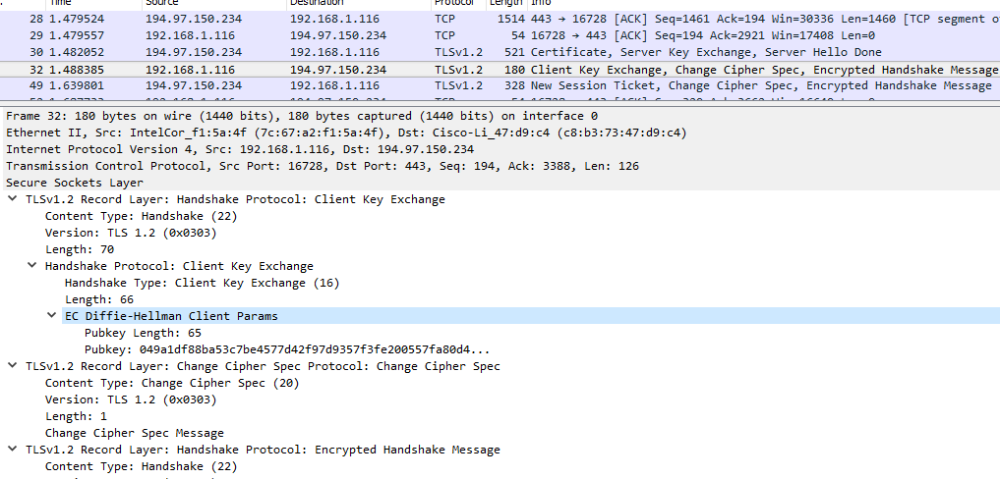 Time Source Destination Protocol Length Info
28 1.479524 194.97.150.234 192.168.1.116 TCP 1514 443 → 16728 [ACK] Seq=1461 Ack=194 Win=30336 Len=1460 [TCP segment o
29 1.479557 192.168.1.116 194.97.150.234 TCP 54 16728 → 443 [ACK] Seq=194 Ack=2921 Win=17408 Len=0
30 1.482052 194.97.150.234 192.168.1.116 TLSv1.2 521 Certificate, Server Key Exchange, Server Hello Done
32 1.488385 192.168.1.116 194.97.150.234 TLSv1.2 180 Client Key Exchange, Change Cipher Spec, Encrypted Handshake Message
49 1.639801 194.97.150.234 192.168.1.116 TLSv1.2 328 New Session Ticket, Change Cipher Spec, Encrypted Handshake Message
Frame 32: 180 bytes on wire (1440 bits), 180 bytes captured (1440 bits) on interface 0
Ethernet II, Src: IntelCor_f1:5a:4f (7c:67:a2:f1:5a:4f), Dst: Cisco-Li_47:d9:c4 (c8:b3:73:47:d9:c4)
Internet Protocol Version 4, Src: 192.168.1.116, Dst: 194.97.150.234
Transmission Control Protocol, Src Port: 16728, Dst Port: 443, Seq: 194, Ack: 3388, Len: 126
Secure Sockets Layer
TLSv1.2 Record Layer: Handshake Protocol: Client Key Exchange
Content Type: Handshake (22)
Version: TLS 1.2 (0x0303)
Length: 70
Handshake Protocol: Client Key Exchange
Handshake Type: Client Key Exchange (16)
Length: 66
EC Diffie-Hellman Client Params
Pubkey Length: 65
Pubkey: 049a1df88ba53c7be4577d42f97d9357f3fe200557fa80d4...
TLSv1.2 Record Layer: Change Cipher Spec Protocol: Change Cipher Spec
Content Type: Change Cipher Spec (20)
Version: TLS 1.2 (0x0303)
Length: 1
Change Cipher Spec Message
TLSv1.2 Record Layer: Handshake Protocol: Encrypted Handshake Message
Content Type: Handshake (22)